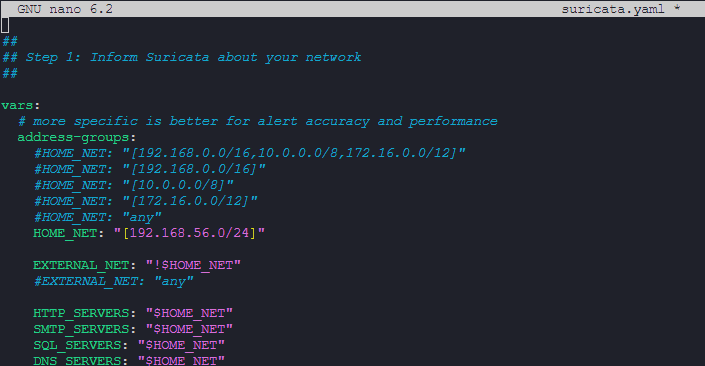 GNU nano 6.2 suricata.yaml *
##
## Step 1: Inform Suricata about your network
##
vars:
# more specific is better for alert accuracy and performance
address-groups:
#HOME_NET: "[192.168.0.0/16,10.0.0.0/8,172.16.0.0/12]"
#HOME_NET: "[192.168.0.0/16]"
#HOME_NET: "[10.0.0.0/8]"
#HOME_NET: "[172.16.0.0/12]"
#HOME_NET: "any"
HOME_NET: "[192.168.56.0/24]"
EXTERNAL_NET: "!$HOME_NET"
#EXTERNAL_NET: "any"
HTTP_SERVERS: "$HOME_NET"
SMTP_SERVERS: "$HOME_NET"
SQL_SERVERS: "$HOME_NET"
DNS_SERVERS: "$HOME_NET"